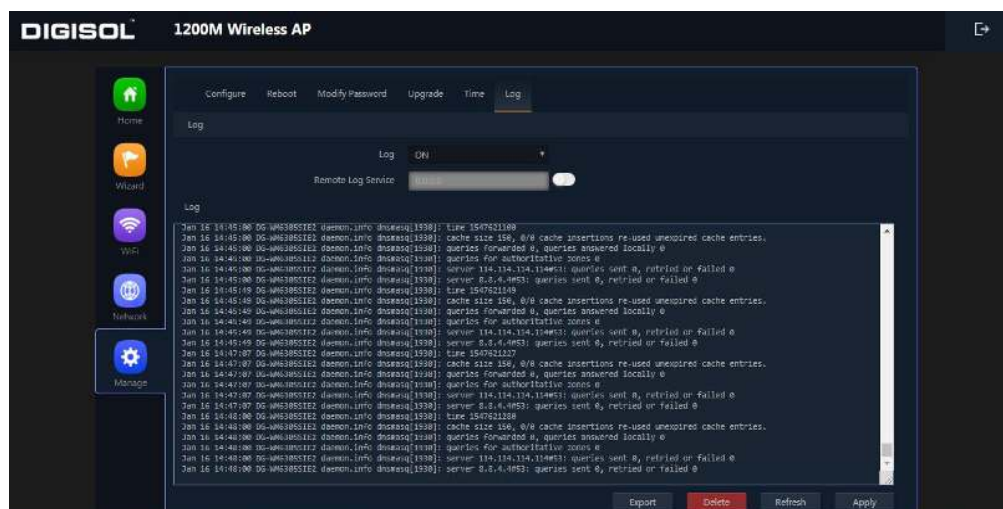 DIGISOL
1200M Wireless AP
Home
Wizard
WiFi
Network
Manage
Configure Reboot Modify Password Upgrade Time Log
Log
Log ON
Remote Log Service
Log
Jan 16 14:45:00 DG-WM6305SIE2 daemon.info dnsmasq[1930]: time 1547621100
Jan 16 14:45:00 DG-WM6305SIE2 daemon.info dnsmasq[1930]: cache size 150, 0/0 cache insertions re-used unexpired cache entries.
Jan 16 14:45:00 DG-WM6305SIE2 daemon.info dnsmasq[1930]: queries forwarded 0, queries answered locally 0
Jan 16 14:45:00 DG-WM6305SIE2 daemon.info dnsmasq[1930]: queries for authoritative zones 0
Jan 16 14:45:00 DG-WM6305SIE2 daemon.info dnsmasq[1930]: server 114.114.114.114#53: queries sent 0, retried or failed 0
Jan 16 14:45:00 DG-WM6305SIE2 daemon.info dnsmasq[1930]: server 8.8.4.4#53: queries sent 0, retried or failed 0
Jan 16 14:45:49 DG-WM6305SIE2 daemon.info dnsmasq[1930]: time 1547621149
Jan 16 14:45:49 DG-WM6305SIE2 daemon.info dnsmasq[1930]: cache size 150, 0/0 cache insertions re-used unexpired cache entries.
Jan 16 14:45:49 DG-WM6305SIE2 daemon.info dnsmasq[1930]: queries forwarded 0, queries answered locally 0
Jan 16 14:45:49 DG-WM6305SIE2 daemon.info dnsmasq[1930]: queries for authoritative zones 0
Jan 16 14:45:49 DG-WM6305SIE2 daemon.info dnsmasq[1930]: server 114.114.114.114#53: queries sent 0, retried or failed 0
Jan 16 14:45:49 DG-WM6305SIE2 daemon.info dnsmasq[1930]: server 8.8.4.4#53: queries sent 0, retried or failed 0
Jan 16 14:47:07 DG-WM6305SIE2 daemon.info dnsmasq[1930]: time 1547621227
Jan 16 14:47:07 DG-WM6305SIE2 daemon.info dnsmasq[1930]: cache size 150, 0/0 cache insertions re-used unexpired cache entries.
Jan 16 14:47:07 DG-WM6305SIE2 daemon.info dnsmasq[1930]: queries forwarded 0, queries answered locally 0
Jan 16 14:47:07 DG-WM6305SIE2 daemon.info dnsmasq[1930]: queries for authoritative zones 0
Jan 16 14:47:07 DG-WM6305SIE2 daemon.info dnsmasq[1930]: server 114.114.114.114#53: queries sent 0, retried or failed 0
Jan 16 14:47:07 DG-WM6305SIE2 daemon.info dnsmasq[1930]: server 8.8.4.4#53: queries sent 0, retried or failed 0
Jan 16 14:48:00 DG-WM6305SIE2 daemon.info dnsmasq[1930]: time 1547621280
Jan 16 14:48:00 DG-WM6305SIE2 daemon.info dnsmasq[1930]: cache size 150, 0/0 cache insertions re-used unexpired cache entries.
Jan 16 14:48:00 DG-WM6305SIE2 daemon.info dnsmasq[1930]: queries forwarded 0, queries answered locally 0
Jan 16 14:48:00 DG-WM6305SIE2 daemon.info dnsmasq[1930]: queries for authoritative zones 0
Jan 16 14:48:00 DG-WM6305SIE2 daemon.info dnsmasq[1930]: server 114.114.114.114#53: queries sent 0, retried or failed 0
Jan 16 14:48:00 DG-WM6305SIE2 daemon.info dnsmasq[1930]: server 8.8.4.4#53: queries sent 0, retried or failed 0
Export Delete Refresh Apply